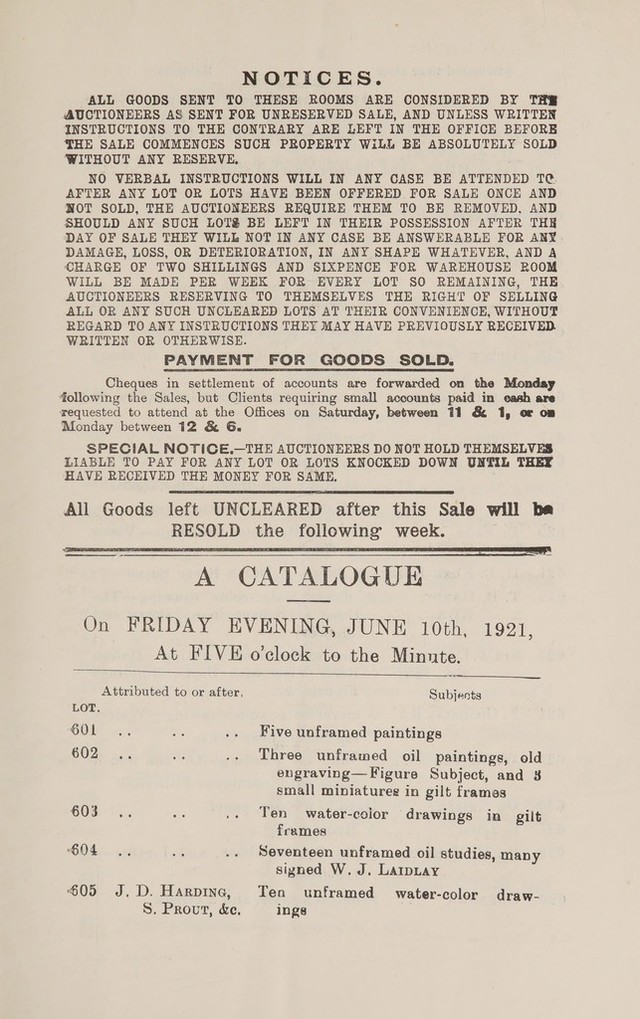 NOTICES.
ALL GOODS SENT TO THESE ROOMS ARE CONSIDERED BY THE
AUCTIONEERS AS SENT FOR UNRESERVED SALE, AND UNLESS WRITTEN
INSTRUCTIONS TO THE CONTRARY ARE LEFT IN THE OFFICE BEFORE
THE SALE COMMENCES SUCH PROPERTY WILL BE ABSOLUTELY SOLD
WITHOUT ANY RESERVE.
NO VERBAL INSTRUCTIONS WILL IN ANY CASE BE ATTENDED TO
AFTER ANY LOT OR LOTS HAVE BEEN OFFERED FOR SALE ONCE AND
NOT SOLD, THE AUCTIONEERS REQUIRE THEM TO BE REMOVED, AND
SHOULD ANY SUCH LOTS BE LEFT IN THEIR POSSESSION AFTER THE
DAY OF SALE THEY WILL NOT IN ANY CASE BE ANSWERABLE FOR ANY
DAMAGE, LOSS, OR DETERIORATION, IN ANY SHAPE WHATEVER, AND A
CHARGE OF TWO SHILLINGS AND SIXPENCE FOR WAREHOUSE ROOM
WILL BE MADE PER WEEK FOR EVERY LOT SO REMAINING, THE
AUCTIONEERS RESERVING TO THEMSELVES THE RIGHT OF SELLING
ALL OR ANY SUCH UNCLEARED LOTS AT THEIR CONVENIENCE, WITHOUT
REGARD TO ANY INSTRUCTIONS THEY MAY HAVE PREVIOUSLY RECEIVED
WRITTEN OR OTHERWISE.
PAYMENT FOR GOODS SOLD.
Cheques in settlement of accounts are forwarded on the Monday
following the Sales, but Clients requiring small accounts paid in cash are
requested to attend at the Offices on Saturday, between 11 & 1, or on
Monday between 12 & 6.
SPECIAL NOTICE.—THE AUCTIONEERS DO NOT HOLD THEMSELVES
LIABLE TO PAY FOR ANY LOT OR LOTS KNOCKED DOWN UNTIL THEY
HAVE RECEIVED THE MONEY FOR SAME.
All Goods left UNCLEARED after this Sale will be
RESOLD the following week.
A CATALOGUE
On FRIDAY EVENING, JUNE 10th, 1921,
At FIVE o'clock to the Minute.
Attributed to or after. Subjects
LOT.
601 .. .. .. Five unframed paintings
602 .. .. .. Three unframed oil paintings, old
engraving—Figure Subject, and 3
small miniatures in gilt frames
603 .. .. .. Ten water-color drawings in gilt
frames
604 .. .. .. Seventeen unframed oil studies, many
signed W. J. LAIDLAY
605 J. D. HARDING, Ten unframed water-color draw-
S. PROUT, &c. ings